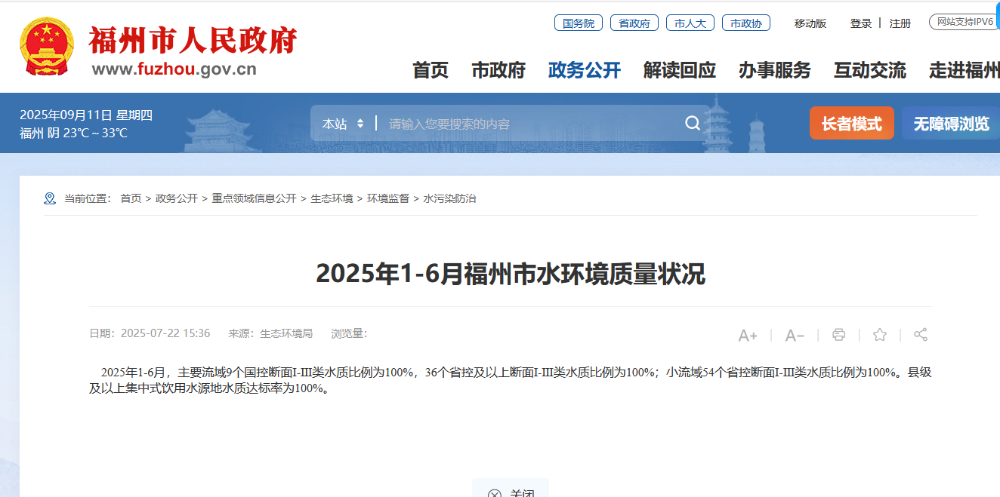 国务院 省政府 市人大 市政协 移动版 登录 | 注册 网站支持IPV6
福州市人民政府
www.fuzhou.gov.cn
首页 市政府 政务公开 解读回应 办事服务 互动交流 走进福州
2025年09月11日 星期四
福州 阴 23℃～33℃
本站 请输入您要搜索的内容
长者模式 无障碍浏览
当前位置： 首页 > 政务公开 > 重点领域信息公开 > 生态环境 > 环境监督 > 水污染防治
2025年1-6月福州市水环境质量状况
日期：2025-07-22 15:36 来源：生态环境局 浏览量：
A+ | A- | | |
2025年1-6月，主要流域9个国控断面I-III类水质比例为100%，36个省控及以上断面I-III类水质比例为100%；小流域54个省控断面I-III类水质比例为100%。县级
及以上集中式饮用水源地水质达标率为100%。
关闭